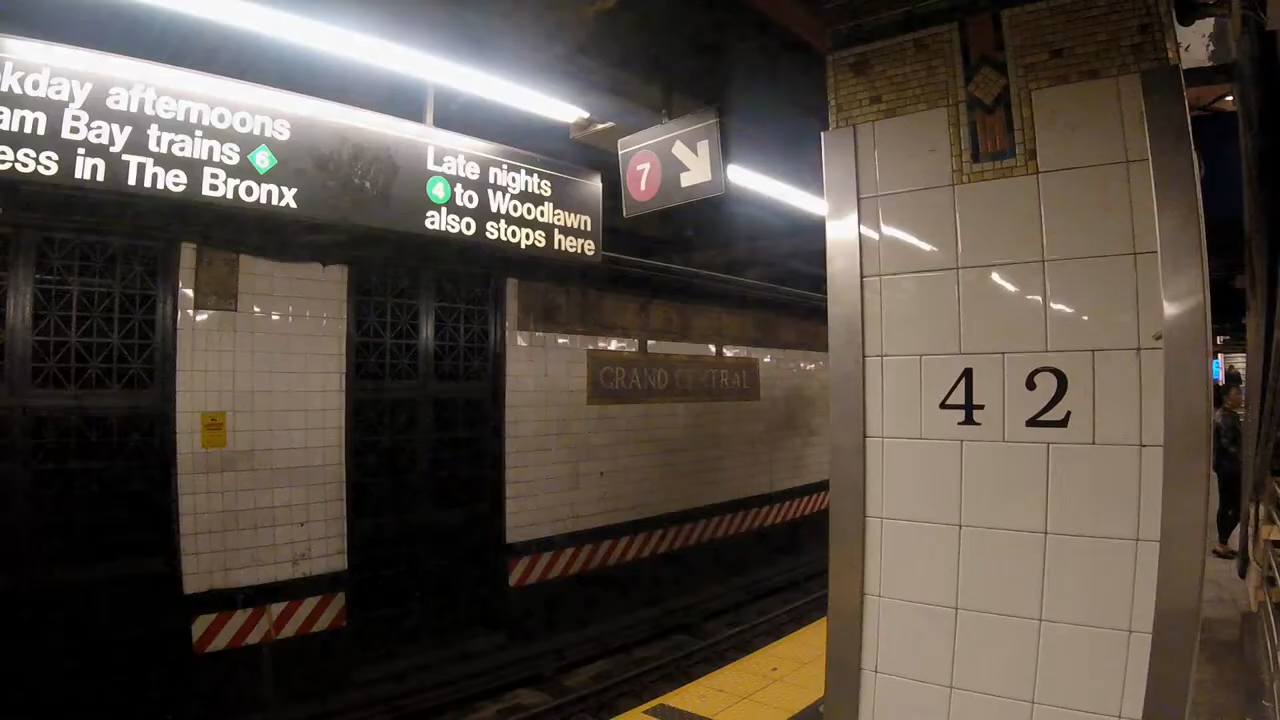 kday afternoons
am Bay trains 6
ess in The Bronx
Late nights
4 to Woodlawn
also stops here
7
GRAND CENTRAL
42